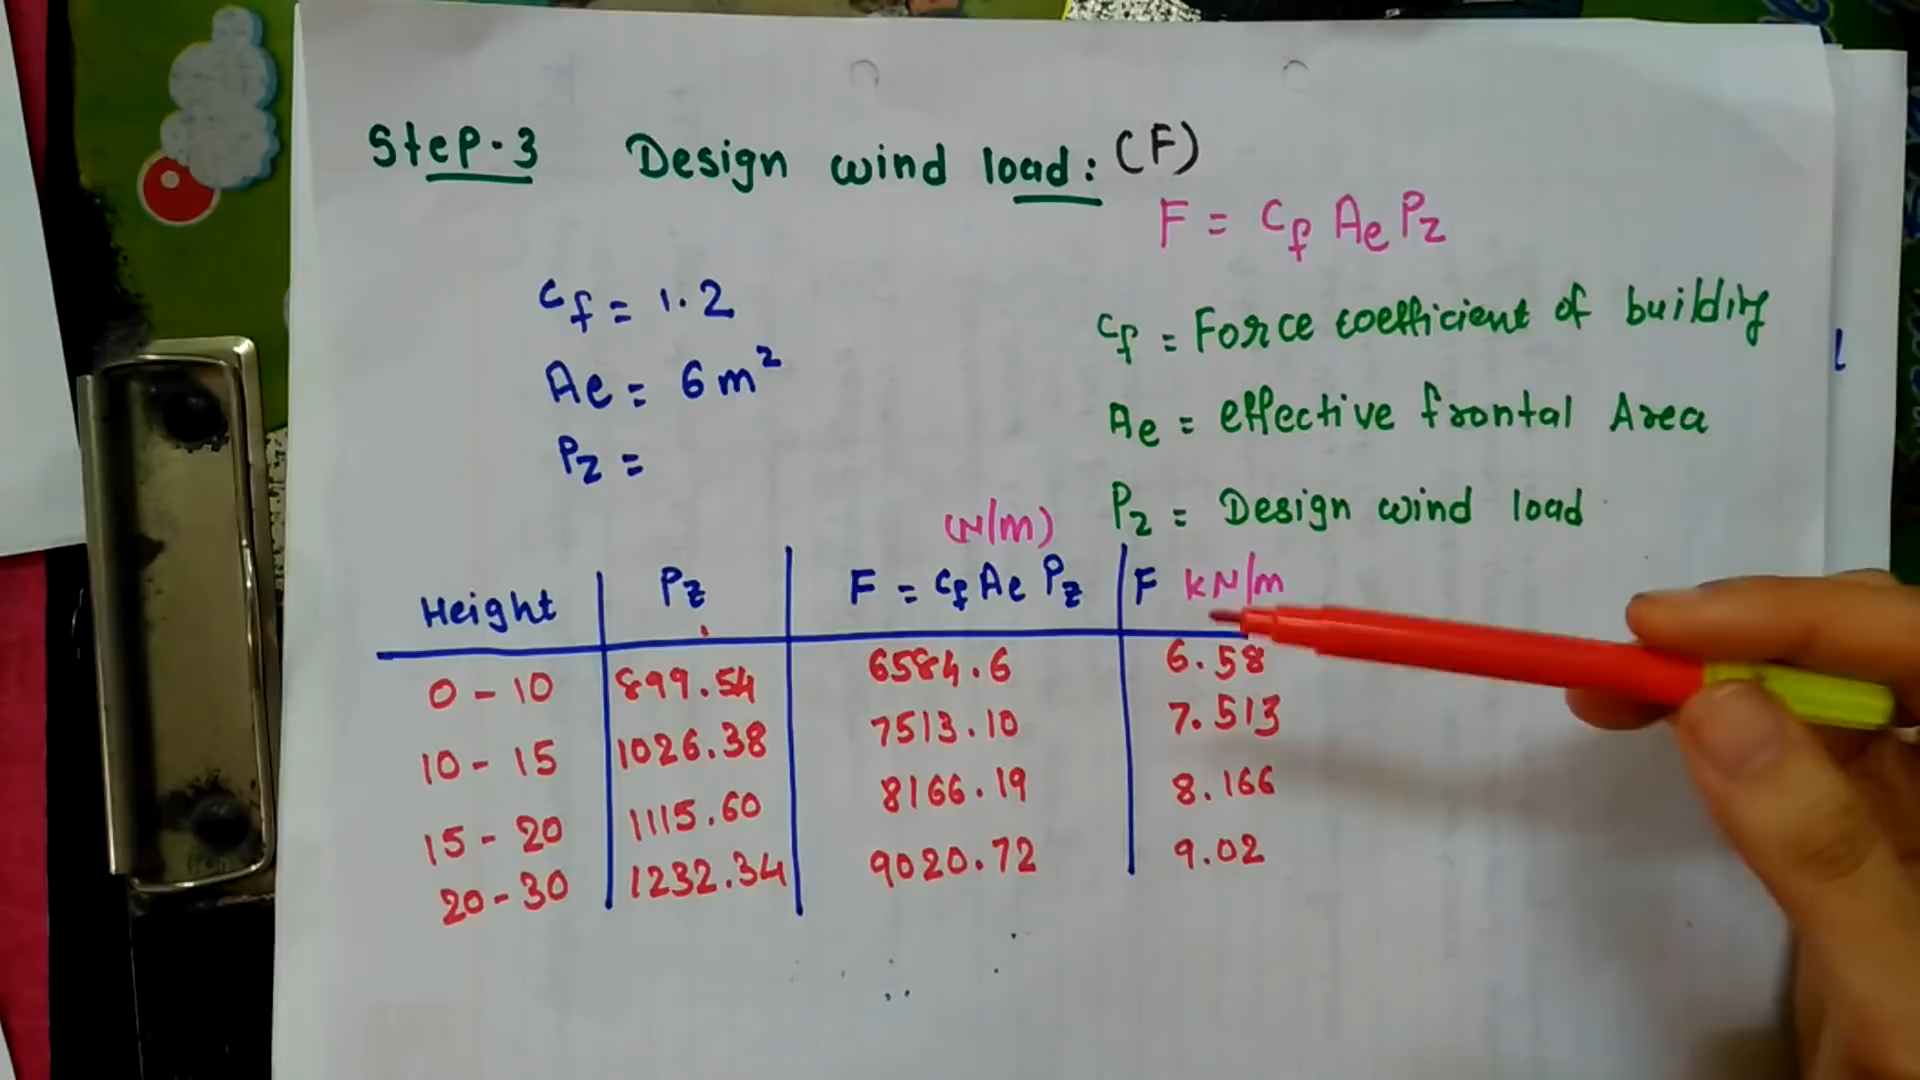 Step-3 Design wind load: (F)
F = Cf Ae Pz
Cf = 1.2
Cf = Force coefficient of building
Ae = 6 m²
Ae = effective frontal Area
Pz =
Pz = Design wind load
(N/m)
Height Pz F = Cf Ae Pz F kN/m
0 - 10 899.54 6584.6 6.58
10 - 15 1026.38 7513.10 7.513
15 - 20 1115.60 8166.19 8.166
20-30 1232.34 9020.72 9.02